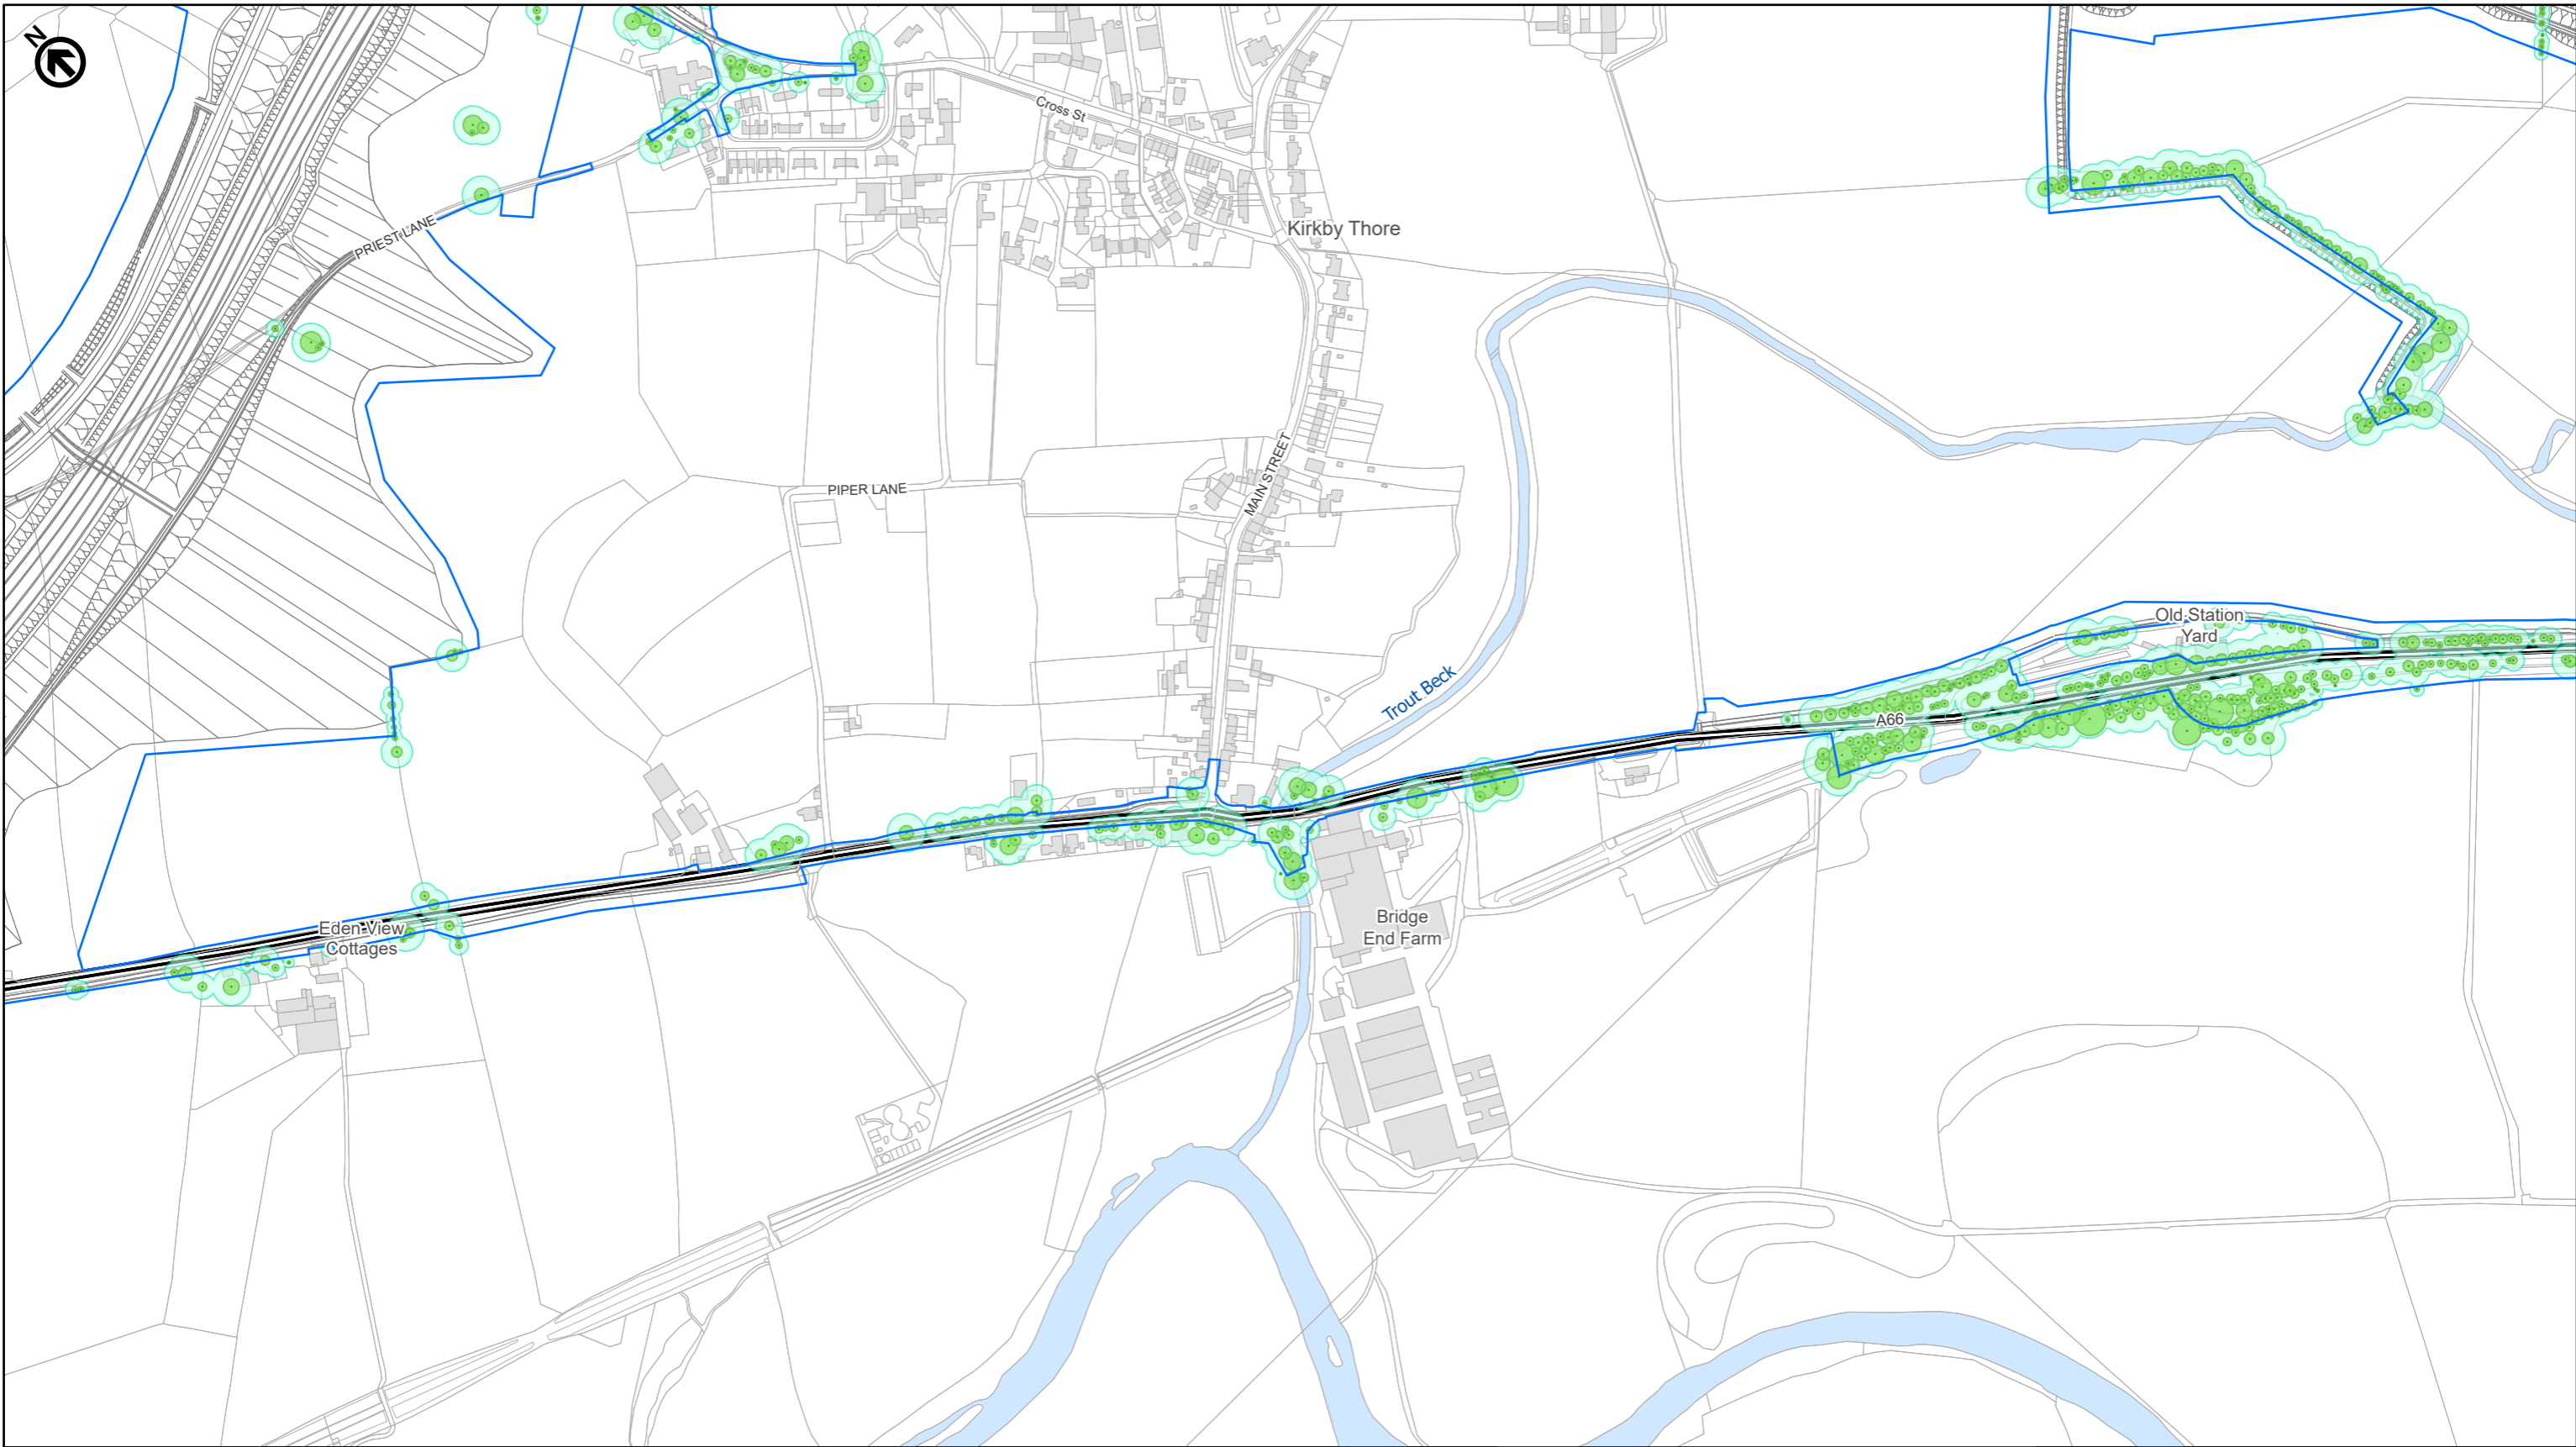 N
Cross St
Kirkby Thore
PRIEST LANE
MAIN STREET
PIPER LANE
Old Station
Yard
Trout Beck
A66
Bridge
End Farm
Eden View
Cottages